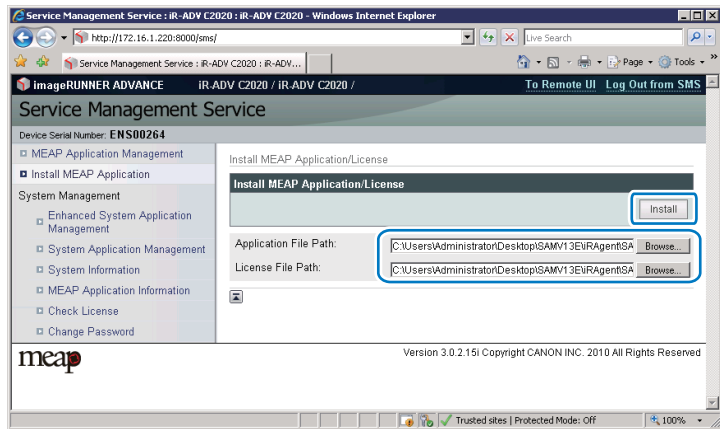 Service Management Service : iR-ADV C2020 : iR-ADV C2020 - Windows Internet Explorer
http://172.16.1.220:8000/sms/
Live Search
Service Management Service : iR-ADV C2020 : iR-ADV...
Page
Tools
imageRUNNER ADVANCE
iR-ADV C2020 / iR-ADV C2020 /
To Remote UI
Log Out from SMS
Service Management Service
Device Serial Number: ENS00264
MEAP Application Management
Install MEAP Application
System Management
Enhanced System Application
Management
System Application Management
System Information
MEAP Application Information
Check License
Change Password
Install MEAP Application/License
Install MEAP Application/License
Install
Application File Path:
C:\Users\Administrator\Desktop\SAMV13E\iRAgent\SA
Browse...
License File Path:
C:\Users\Administrator\Desktop\SAMV13E\iRAgent\SA
Browse...
meap
Version 3.0.2.15i Copyright CANON INC. 2010 All Rights Reserved
Trusted sites | Protected Mode: Off
100%